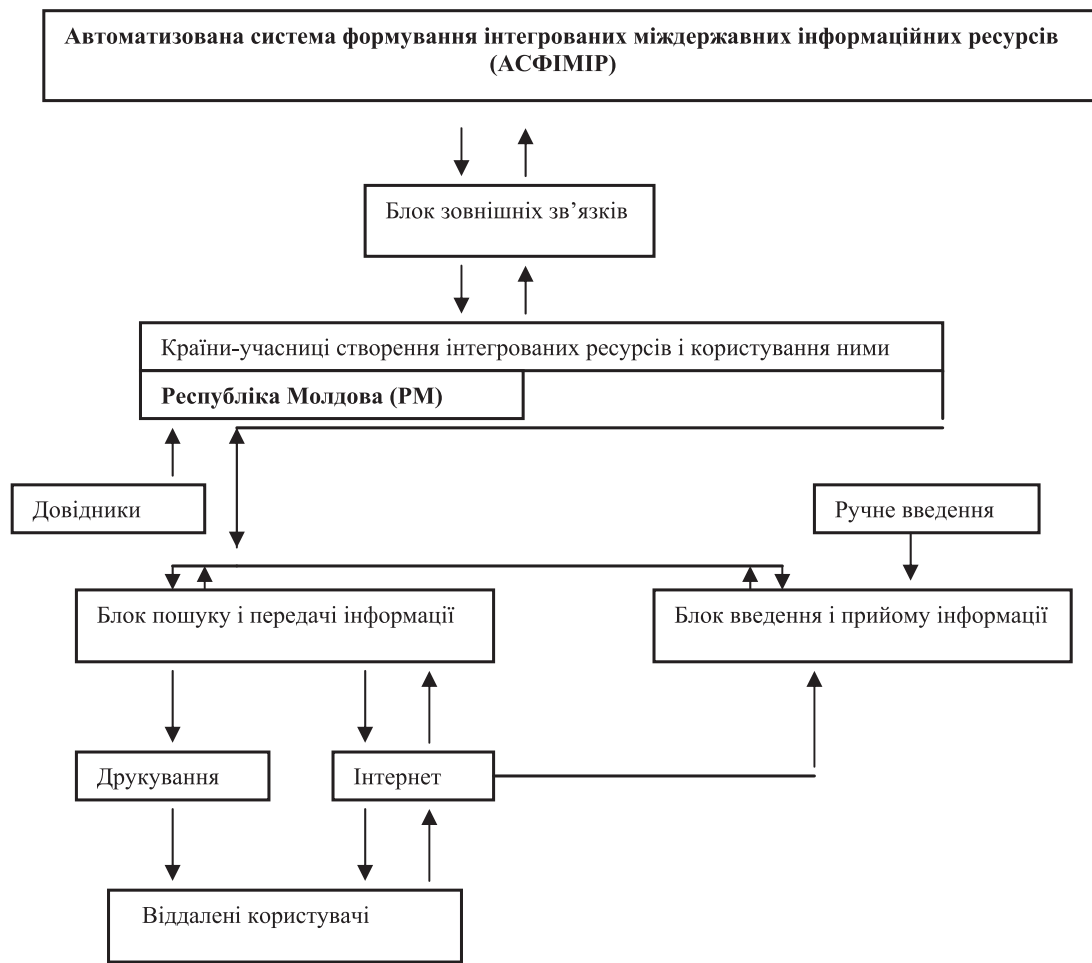 Автоматизована система формування інтегрованих міждержавних інформаційних ресурсів
(АСФІМІР)
Блок зовнішніх зв’язків
Країни-учасниці створення інтегрованих ресурсів і користування ними
Республіка Молдова (РМ)
Довідники
Ручне введення
Блок пошуку і передачі інформації
Блок введення і прийому інформації
Друкування
Інтернет
Віддалені користувачі